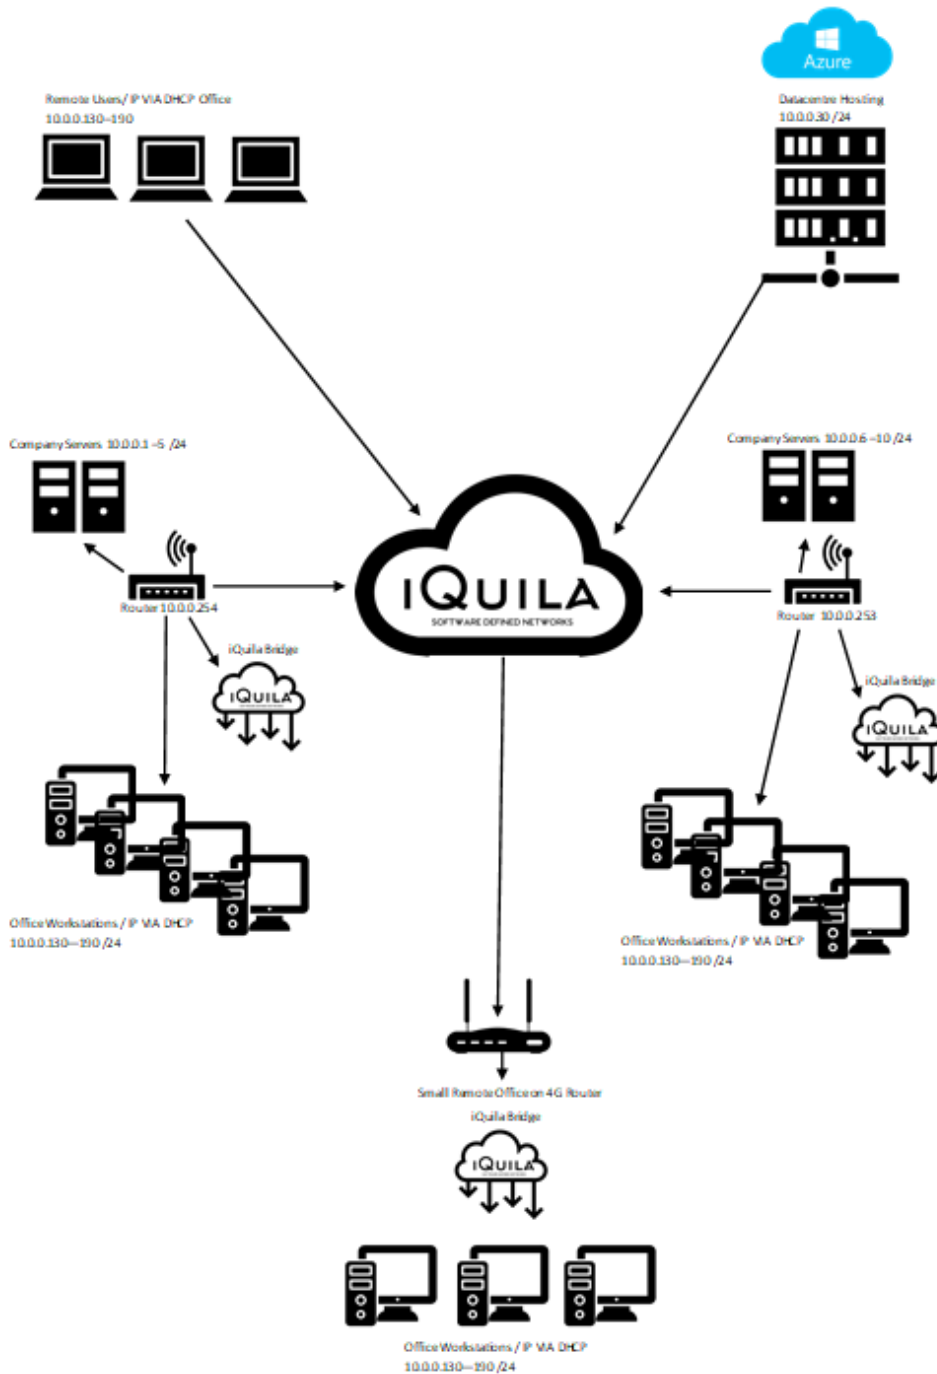 Azure
Remote Users/ IP VIA DHCP Office
10.0.0.130—190
Datacentre Hosting
10.0.0.30 /24
Company Servers 10.0.0.1 –5 /24
Company Servers 10.0.0.6 –10 /24
iQUILA
SOFTWARE DEFINED NETWORKS
Router 10.0.0.254
Router 10.0.0.253
iQuila Bridge
iQUILA
iQuila Bridge
iQUILA
Office Workstations / IP VIA DHCP
10.0.0.130—190 /24
Office Workstations / IP VIA DHCP
10.0.0.130—190 /24
Small Remote Office on 4G Router
iQuila Bridge
iQUILA
Office Workstations / IP VIA DHCP
10.0.0.130—190 /24